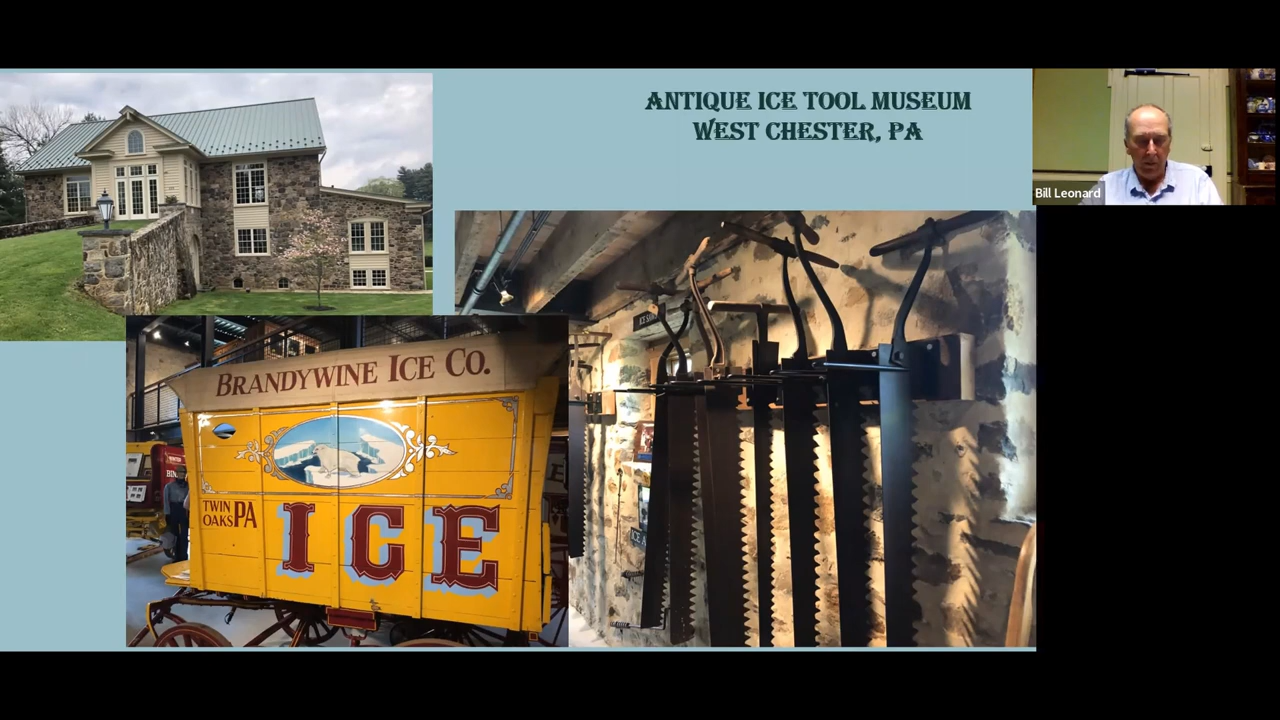 ANTIQUE ICE TOOL MUSEUM
WEST CHESTER, PA
Bill Leonard
BRANDYWINE ICE CO.
TWIN
OAKS PA
ICE